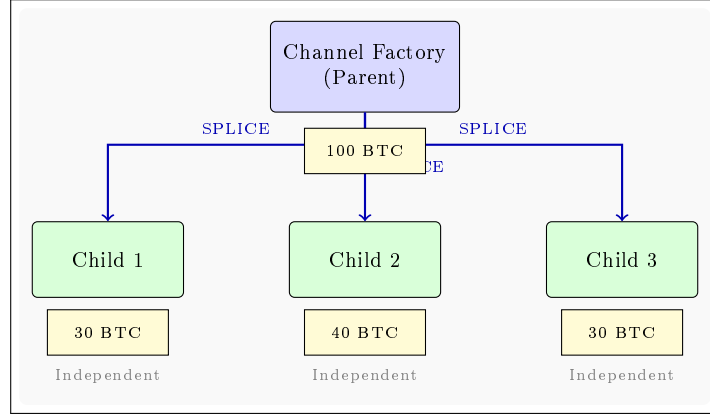 Channel Factory
(Parent)
SPLICE
SPLICE
100 BTC
CE
Child 1
Child 2
Child 3
30 BTC
40 BTC
30 BTC
Independent
Independent
Independent